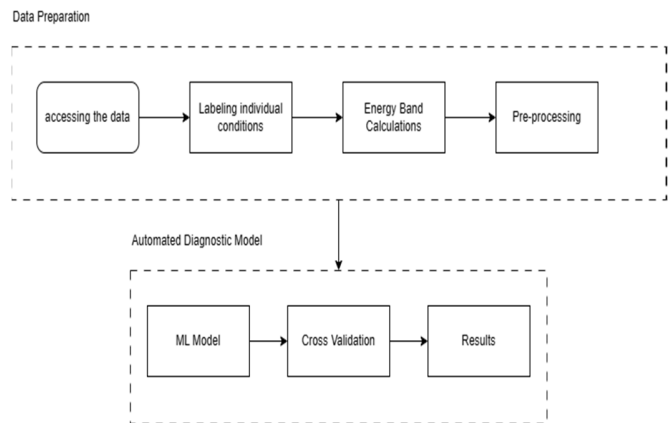 Data Preparation
accessing the data
Labeling individual
conditions
Energy Band
Calculations
Pre-processing
Automated Diagnostic Model
ML Model
Cross Validation
Results